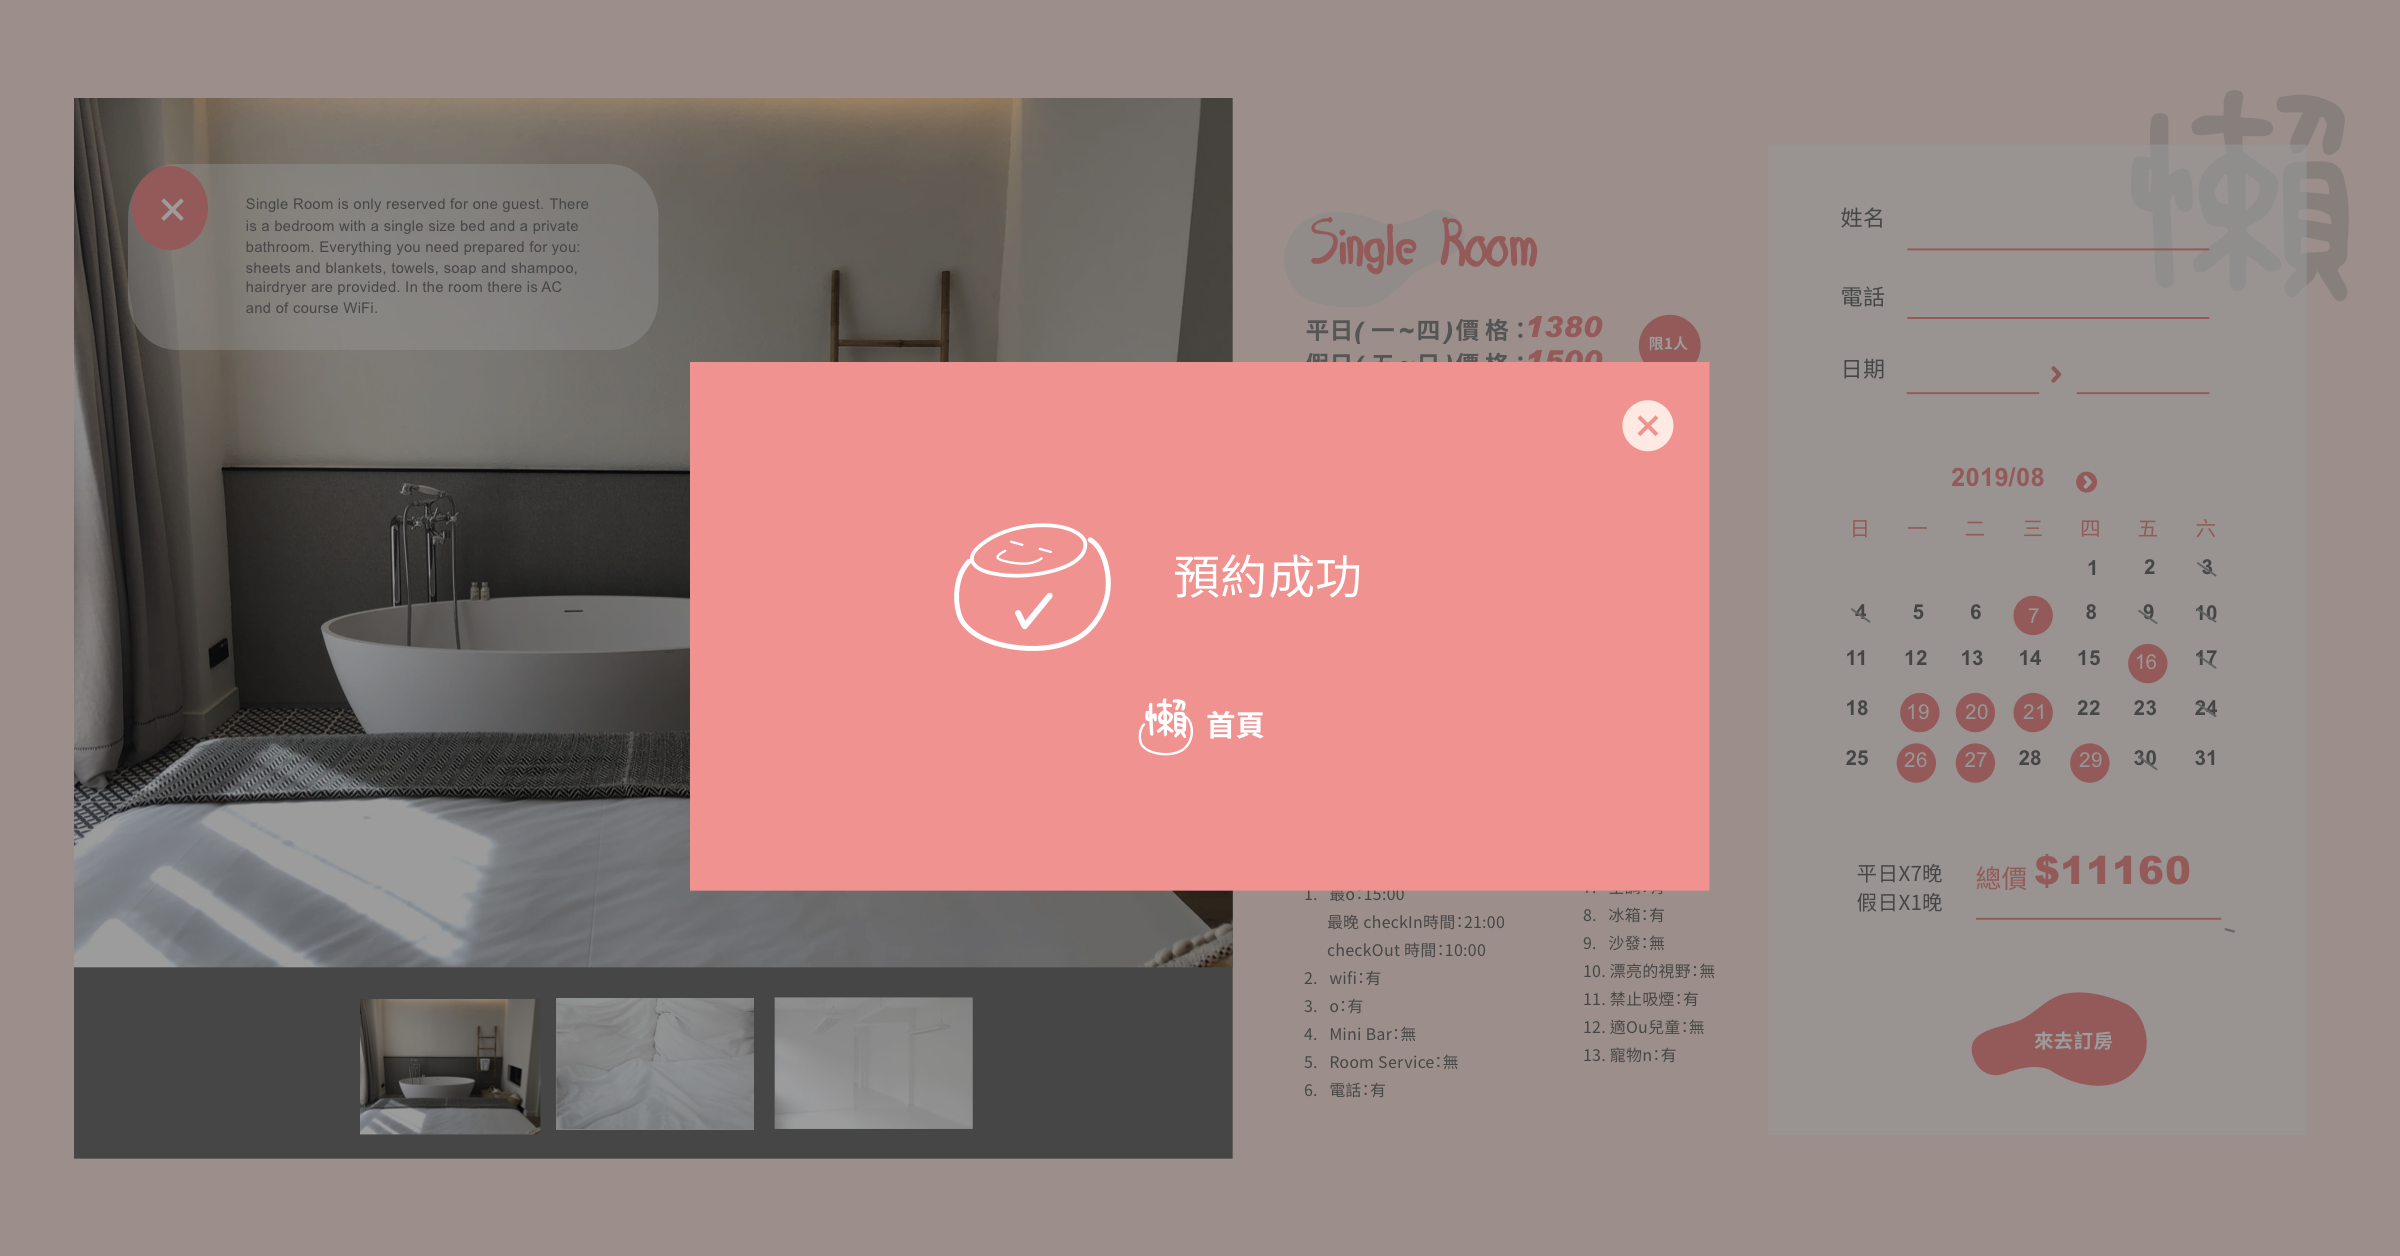 Single Room is only reserved for one guest. There
is a bedroom with a single size bed and a private
bathroom. Everything you need prepared for you:
sheets and blankets, towels, soap and shampoo,
hairdryer are provided. In the room there is AC
and of course WiFi.
Single Room
平日(一~四)價格:1380
假日(五~日)價格:1500
限1人
預約成功
懶 首頁
1. 最o:15:00
最晚 checkIn時間:21:00
checkOut 時間:10:00
2. wifi:有
3. o:有
4. Mini Bar:無
5. Room Service:無
6. 電話:有
8. 冰箱:有
9. 沙發:無
10. 漂亮的視野:無
11. 禁止吸煙:有
12. 適Ou兒童:無
13. 寵物n:有
懶
姓名
電話
日期
2019/08
日 一 二 三 四 五 六
1 2 3
4 5 6 7 8 9 10
11 12 13 14 15 16 17
18 19 20 21 22 23 24
25 26 27 28 29 30 31
平日X7晚
假日X1晚
總價 $11160
來去訂房